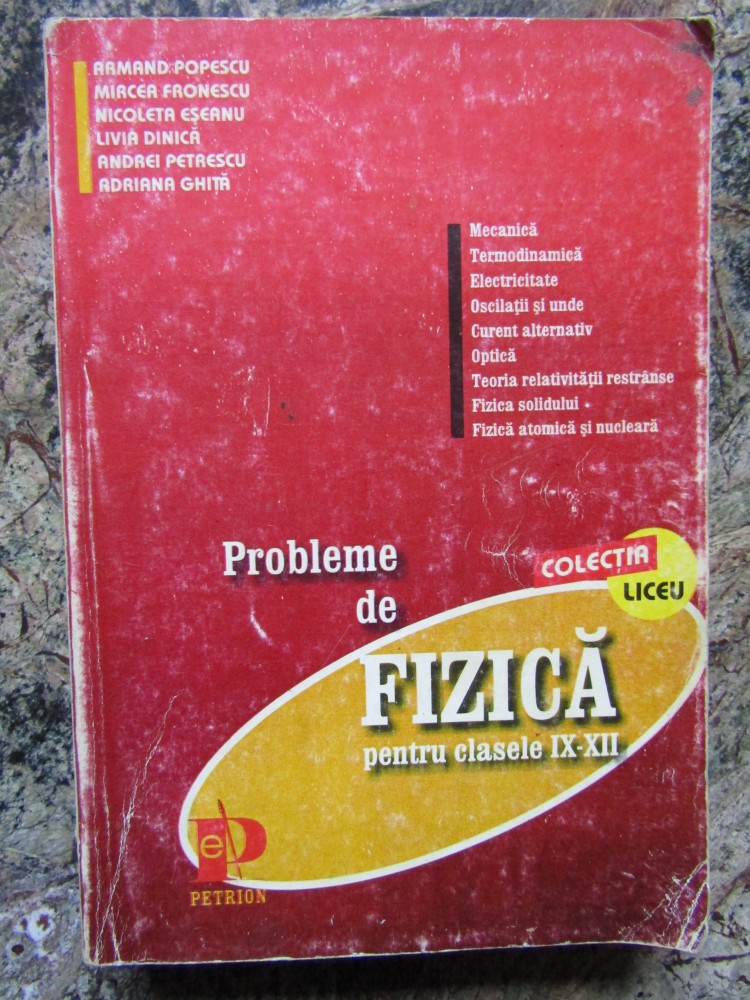 ARMAND POPESCU
MIRCEA FRONESCU
NICOLETA EȘEANU
LIVIA DINICĂ
ANDREI PETRESCU
ADRIANA GHIȚĂ
Mecanică
Termodinamică
Electricitate
Oscilații și unde
Curent alternativ
Optică
Teoria relativității restrânse
Fizica solidului
Fizică atomică și nucleară
Probleme
de
FIZICĂ
pentru clasele IX-XII
COLECȚIA
LICEU
eP
PETRION